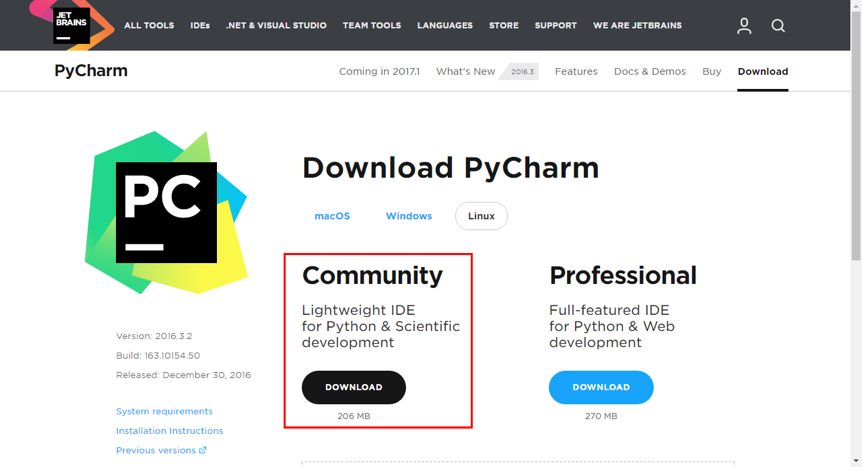 JET
BRAINS
ALL TOOLS IDEs .NET & VISUAL STUDIO TEAM TOOLS LANGUAGES STORE SUPPORT WE ARE JETBRAINS
PyCharm Coming in 2017.1 What's New 2016.3 Features Docs & Demos Buy Download
PC
Download PyCharm
macOS Windows Linux
Community
Lightweight IDE
for Python & Scientific
development
DOWNLOAD
206 MB
Professional
Full-featured IDE
for Python & Web
development
DOWNLOAD
270 MB
Version: 2016.3.2
Build: 163.10154.50
Released: December 30, 2016
System requirements
Installation Instructions
Previous versions